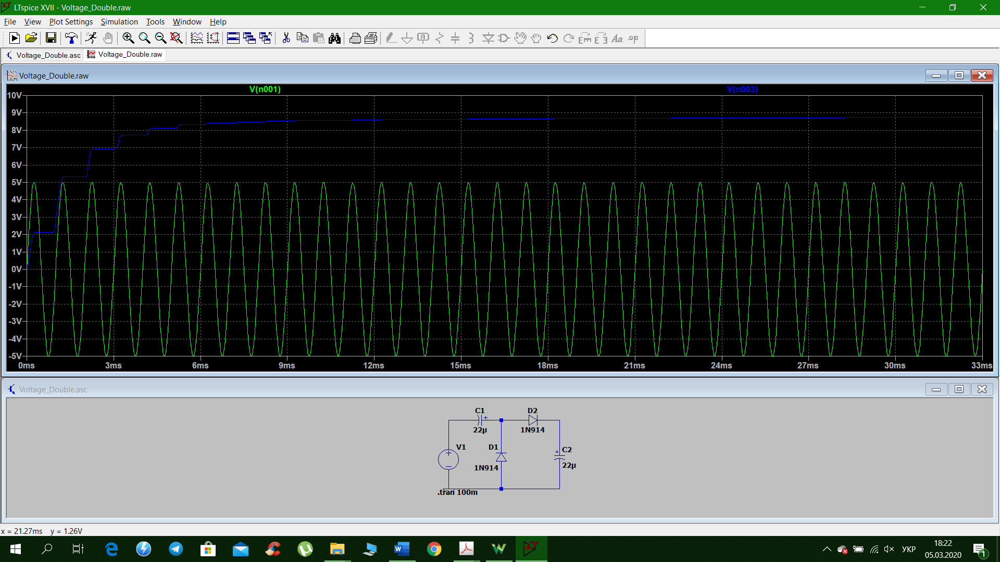 LTspice XVII - Voltage_Double.raw
File View Plot Settings Simulation Tools Window Help
Voltage_Double.asc Voltage_Double.raw
Voltage_Double.raw
V(n001) V(n003)
10V
9V
8V
7V
6V
5V
4V
3V
2V
1V
0V
-1V
-2V
-3V
-4V
-5V
0ms 3ms 6ms 9ms 12ms 15ms 18ms 21ms 24ms 27ms 30ms 33ms
Voltage_Double.asc
C1 D2
22µ 1N914
V1 D1 C2
1N914 22µ
.tran 100m
x = 21.27ms y = 1.26V
УКР
18:22
05.03.2020
1